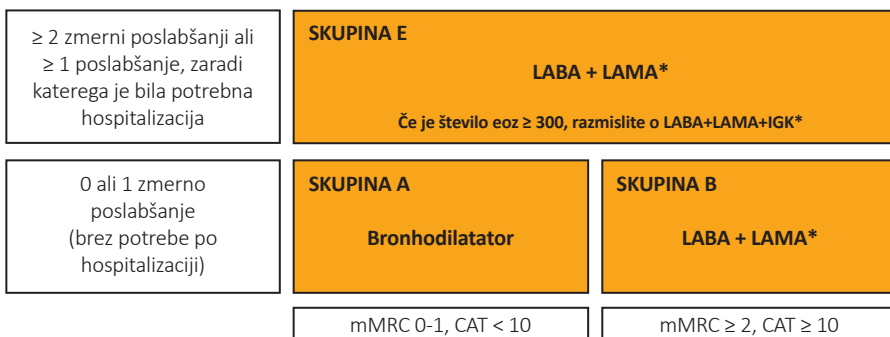 ≥ 2 zmerni poslabšanji ali
≥ 1 poslabšanje, zaradi
katerega je bila potrebna
hospitalizacija
SKUPINA E
LABA + LAMA*
Če je število eoz ≥ 300, razmislite o LABA+LAMA+IGK*
0 ali 1 zmerno
poslabšanje
(brez potrebe po
hospitalizaciji)
SKUPINA A
Bronhodilatator
SKUPINA B
LABA + LAMA*
mMRC 0-1, CAT < 10
mMRC ≥ 2, CAT ≥ 10